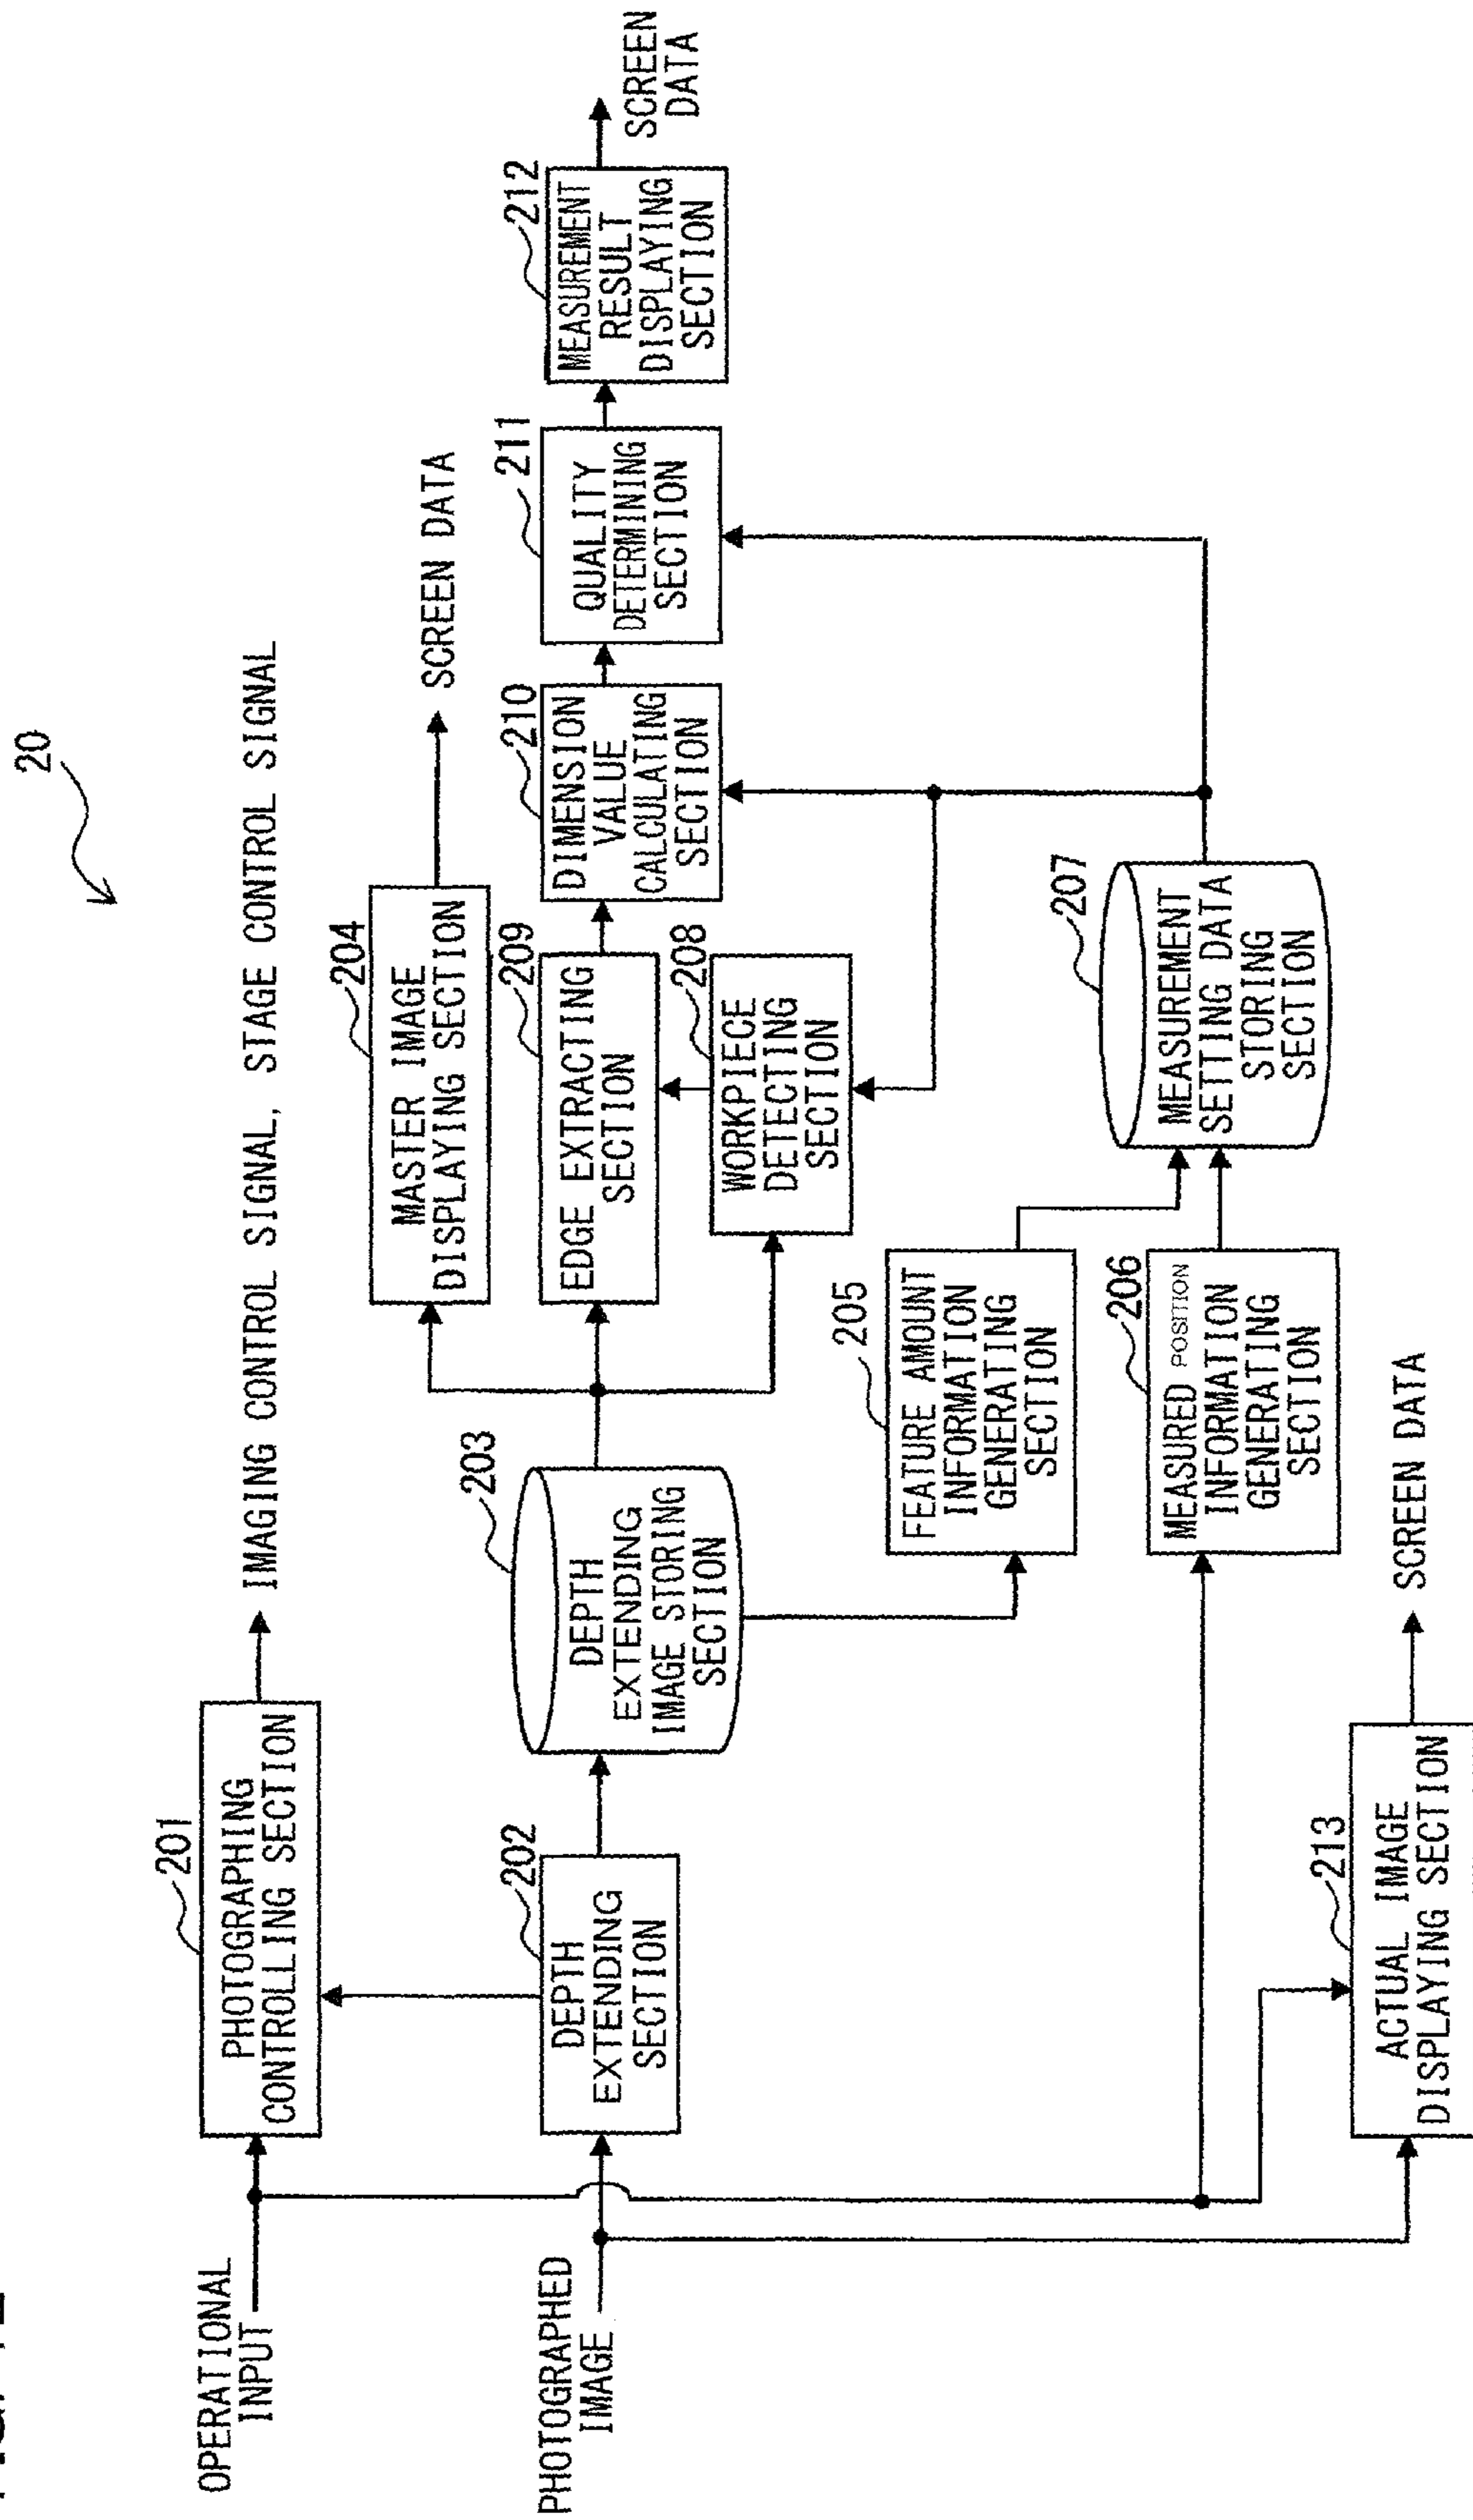 20
OPERATIONAL
INPUT
201
PHOTOGRAPHING
CONTROLLING SECTION
IMAGING CONTROL SIGNAL, STAGE CONTROL SIGNAL
204
MASTER IMAGE
DISPLAYING SECTION
SCREEN DATA
PHOTOGRAPHED
IMAGE
202
DEPTH
EXTENDING
SECTION
203
DEPTH
EXTENDING
IMAGE STORING
SECTION
209
EDGE EXTRACTING
SECTION
210
DIMENSION
VALUE
CALCULATING
SECTION
211
QUALITY
DETERMINING
SECTION
212
MEASUREMENT
RESULT
DISPLAYING
SECTION
SCREEN
DATA
208
WORKPIECE
DETECTING
SECTION
205
FEATURE AMOUNT
INFORMATION
GENERATING
SECTION
207
MEASUREMENT
SETTING DATA
STORING
SECTION
206
MEASURED POSITION
INFORMATION
GENERATING
SECTION
213
ACTUAL IMAGE
DISPLAYING SECTION
SCREEN DATA